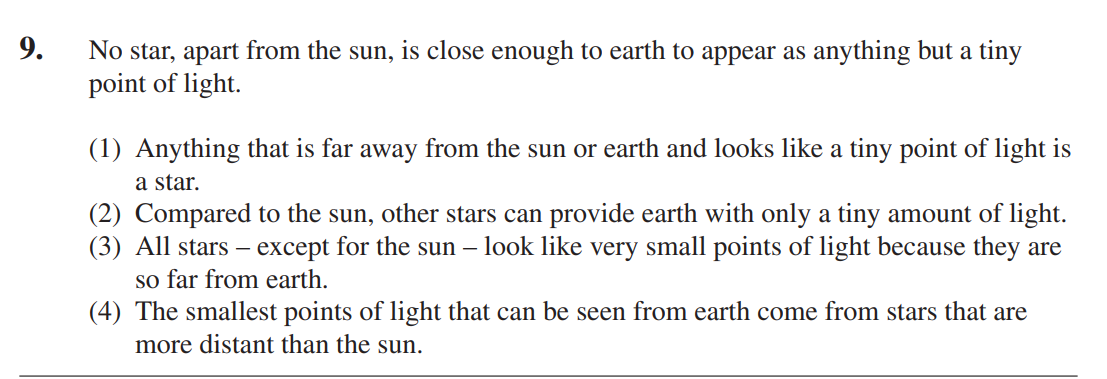 9. No star, apart from the sun, is close enough to earth to appear as anything but a tiny
point of light.
(1) Anything that is far away from the sun or earth and looks like a tiny point of light is
a star.
(2) Compared to the sun, other stars can provide earth with only a tiny amount of light.
(3) All stars – except for the sun – look like very small points of light because they are
so far from earth.
(4) The smallest points of light that can be seen from earth come from stars that are
more distant than the sun.